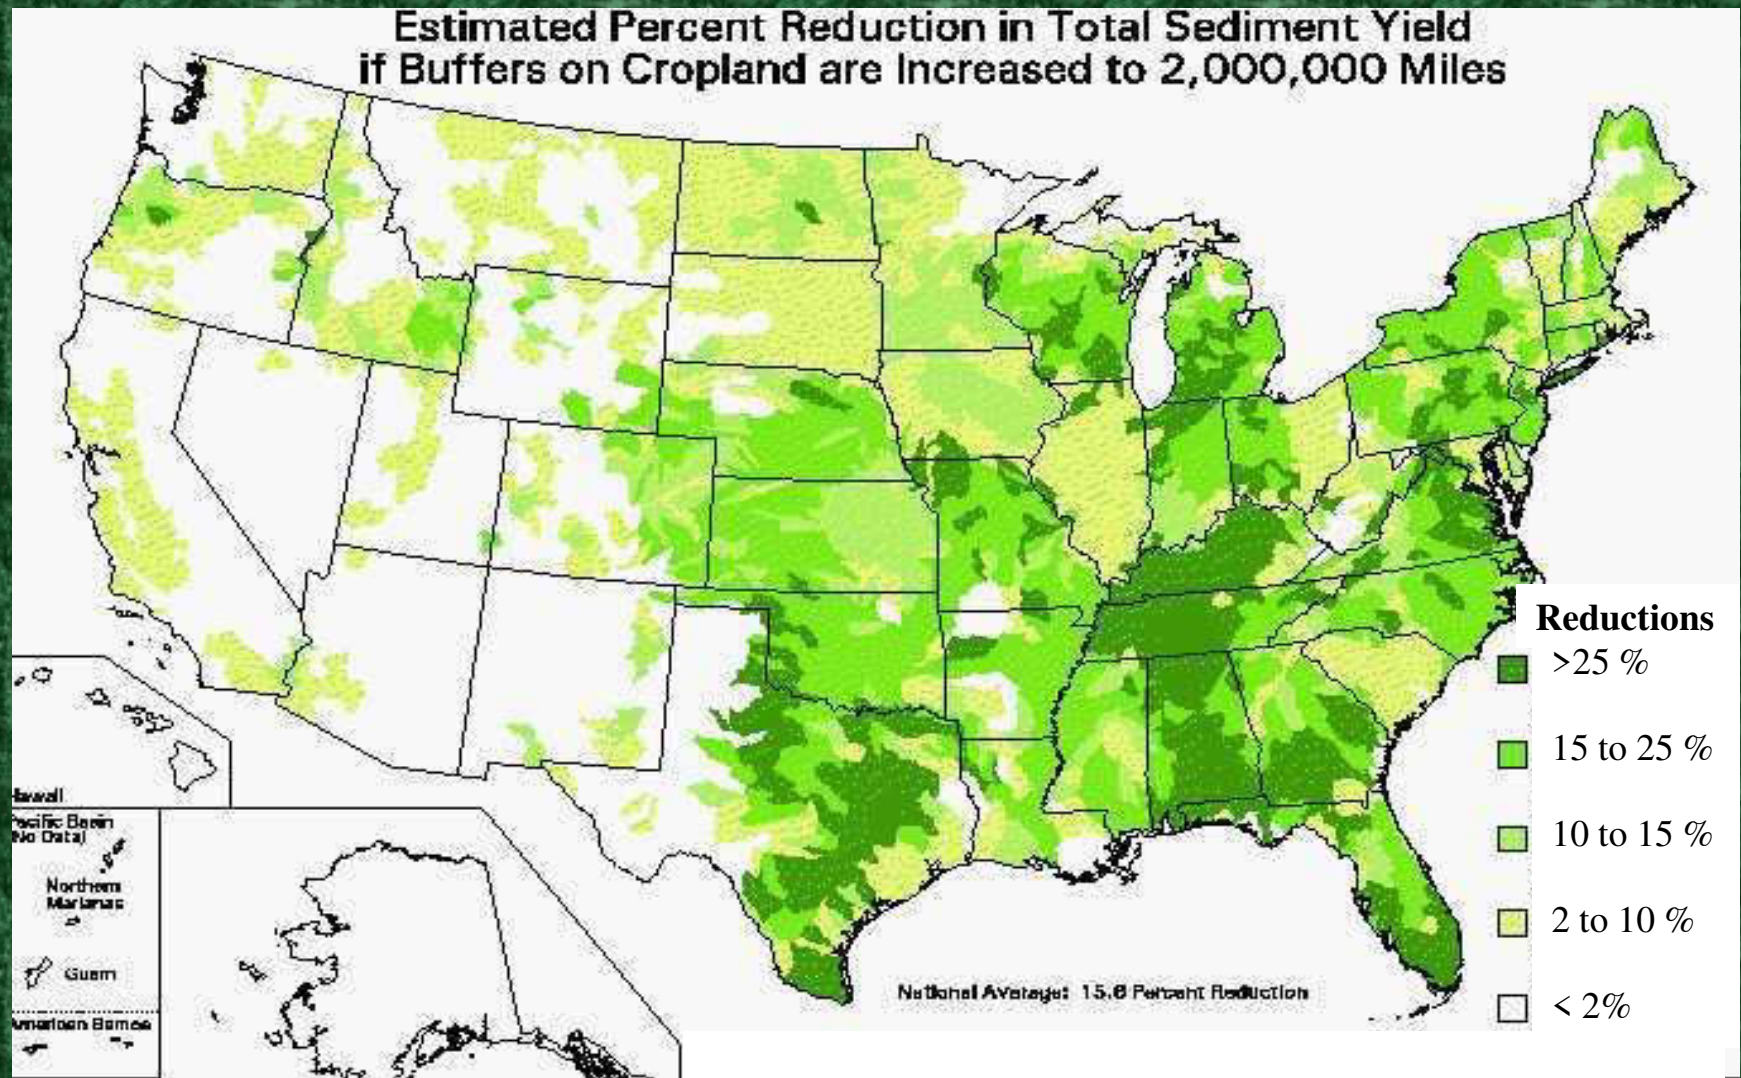 Estimated Percent Reduction in Total Sediment Yield
if Buffers on Cropland are Increased to 2,000,000 Miles
Reductions
>25 %
15 to 25 %
10 to 15 %
2 to 10 %
< 2%
National Average: 15.6 Percent Reduction
Hawaii
Pacific Basin
(No Data)
Northern
Marianas
Guam
American Samoa